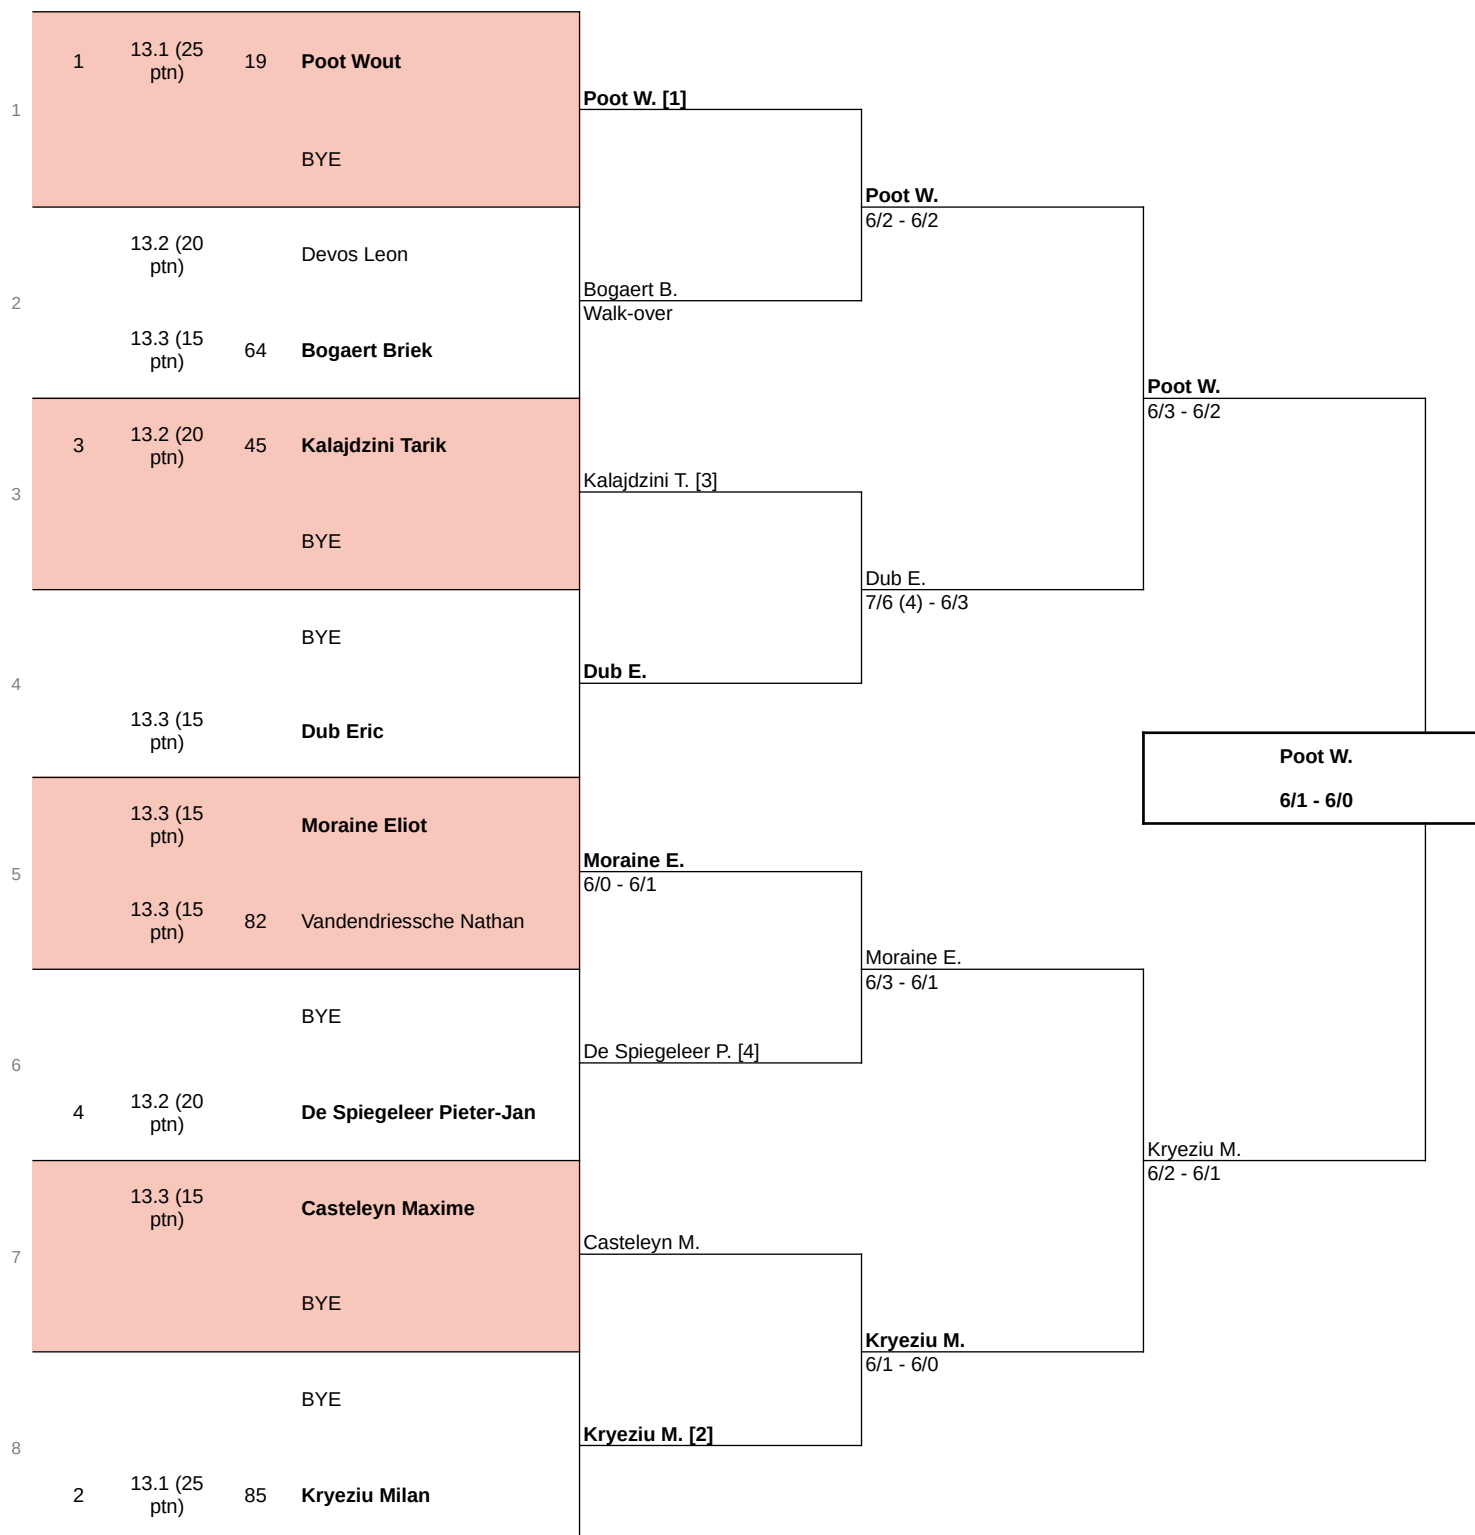 1 13.1 (25 ptn) 19 Poot Wout
1
BYE
Poot W. [1]
13.2 (20 ptn) Devos Leon
2
13.3 (15 ptn) 64 Bogaert Briek
Bogaert B.
Walk-over
Poot W.
6/2 - 6/2
3 13.2 (20 ptn) 45 Kalajdzini Tarik
3
BYE
Kalajdzini T. [3]
BYE
4
13.3 (15 ptn) Dub Eric
Dub E.
Dub E.
7/6 (4) - 6/3
Poot W.
6/3 - 6/2
13.3 (15 ptn) Moraine Eliot
5
13.3 (15 ptn) 82 Vandendriessche Nathan
Moraine E.
6/0 - 6/1
BYE
6
4 13.2 (20 ptn) De Spiegeleer Pieter-Jan
De Spiegeleer P. [4]
Moraine E.
6/3 - 6/1
13.3 (15 ptn) Casteleyn Maxime
7
BYE
Casteleyn M.
BYE
8
2 13.1 (25 ptn) 85 Kryeziu Milan
Kryeziu M. [2]
Kryeziu M.
6/1 - 6/0
Kryeziu M.
6/2 - 6/1
Poot W.
6/1 - 6/0